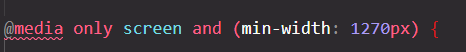 @media only screen and (min-width: 1270px) {